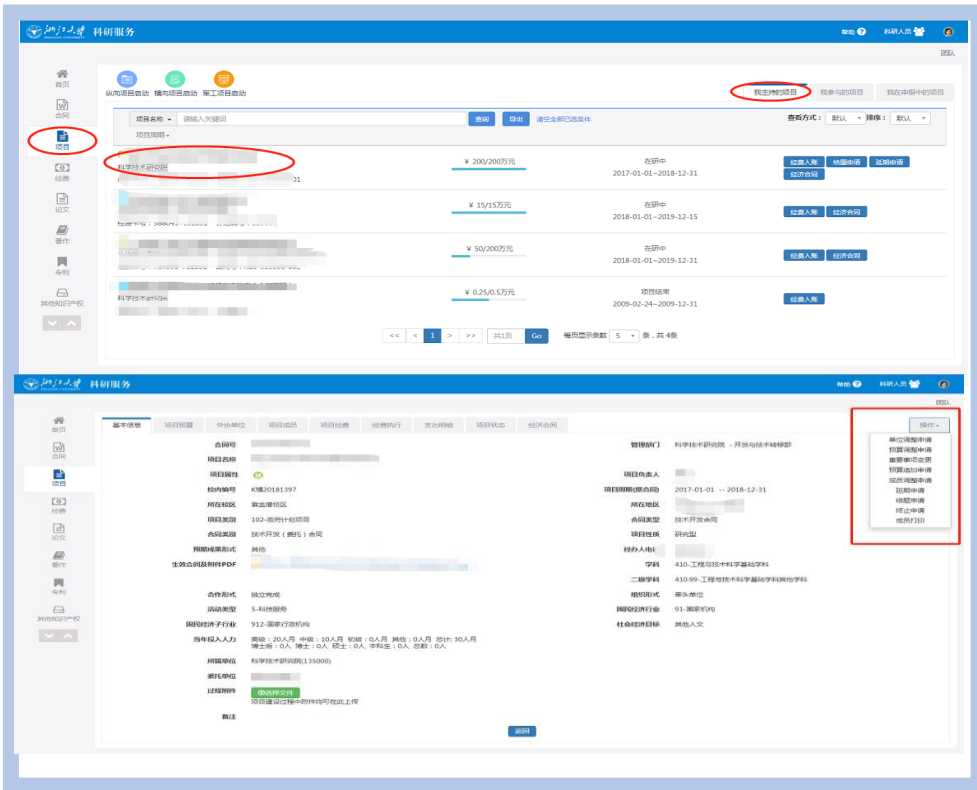 浙江大学 科研服务
帮助 科研人员
团队
首页
合同
项目
经费
论文
著作
专利
其他知识产权
纵向项目启动 横向项目启动 军工项目启动
我主持的项目 我参与的项目 我在申报中的项目
项目名称 请输入关键词 查询 导出 清空全部已选条件
查看方式： 默认 排序： 默认
项目周期
科学技术研究院
31
¥ 200/200万元 在研中
2017-01-01~2018-12-31
经费入账 结题申请 延期申请
经济合同
¥ 15/15万元 在研中
2018-01-01~2019-12-15
经费入账 经济合同
¥ 50/200万元 在研中
2018-01-01~2019-12-31
经费入账 经济合同
科学技术研究院
¥ 0.25/0.5万元 项目结束
2009-02-24~2009-12-31
经费入账
<< < 1 > >> 共1页 Go 每页显示条数 5 条，共 4条
浙江大学 科研服务
帮助 科研人员
团队
首页
合同
项目
经费
论文
著作
专利
其他知识产权
基本信息 项目预算 外协单位 项目成员 项目经费 经费执行 支出明细 项目状态 经济合同
操作
单位调整申请
预算调整申请
重要事项变更
预算追加申请
成员调整申请
延期申请
结题申请
终止申请
成员打印
合同号
管理部门 科学技术研究院 - 开发与技术转移部
项目名称
项目属性
项目负责人
校内编号 K横20181397
项目周期(据合同) 2017-01-01 -- 2018-12-31
所在校区 紫金港校区
所在地区
项目类别 102-政府计划项目
合同类型 技术开发合同
合同类别 技术开发（委托）合同
项目性质 研究型
预期成果形式 其他
经办人电话
生效合同及附件PDF
学科 410-工程与技术科学基础学科
二级学科 410.99-工程与技术科学基础学科其他学科
合作形式 独立完成
组织形式 牵头单位
活动类型 5-科技服务
国民经济行业 91-国家机构
国民经济子行业 912-国家行政机构
社会经济目标 其他人文
当年投入人力 高级：20人月 中级：10人月 初级：0人月 其他：0人月 总计: 30人月
博士后：0人 博士：0人 硕士：0人 本科生：0人 总数：0人
所属单位 科学技术研究院(135000)
委托单位
过程附件 选择文件
项目建设过程中附件均可在此上传
备注
返回